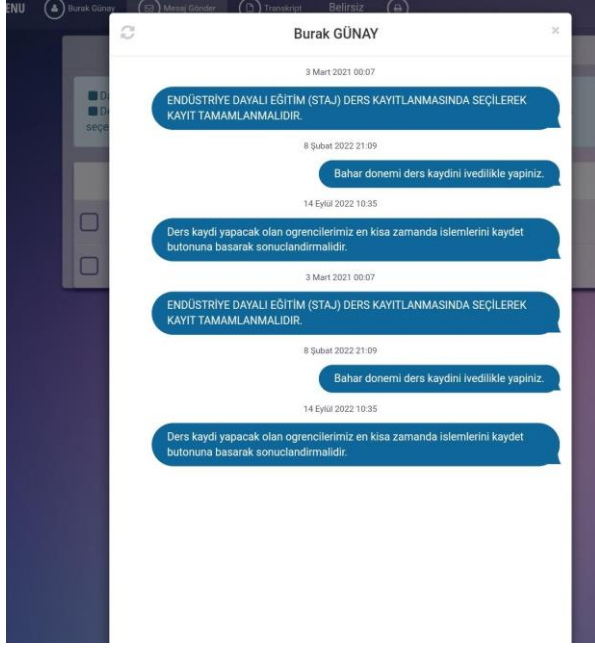 ENU Burak Günay Mesaj Gönder Transkript Belirsiz
Burak GÜNAY
×
3 Mart 2021 00:07
ENDÜSTRİYE DAYALI EĞİTİM (STAJ) DERS KAYITLANMASINDA SEÇİLEREK
KAYIT TAMAMLANMALIDIR.
8 Şubat 2022 21:09
Bahar donemi ders kaydini ivedilikle yapiniz.
14 Eylül 2022 10:35
Ders kaydi yapacak olan ogrencilerimiz en kisa zamanda islemlerini kaydet
butonuna basarak sonuclandirmalidir.
3 Mart 2021 00:07
ENDÜSTRİYE DAYALI EĞİTİM (STAJ) DERS KAYITLANMASINDA SEÇİLEREK
KAYIT TAMAMLANMALIDIR.
8 Şubat 2022 21:09
Bahar donemi ders kaydini ivedilikle yapiniz.
14 Eylül 2022 10:35
Ders kaydi yapacak olan ogrencilerimiz en kisa zamanda islemlerini kaydet
butonuna basarak sonuclandirmalidir.